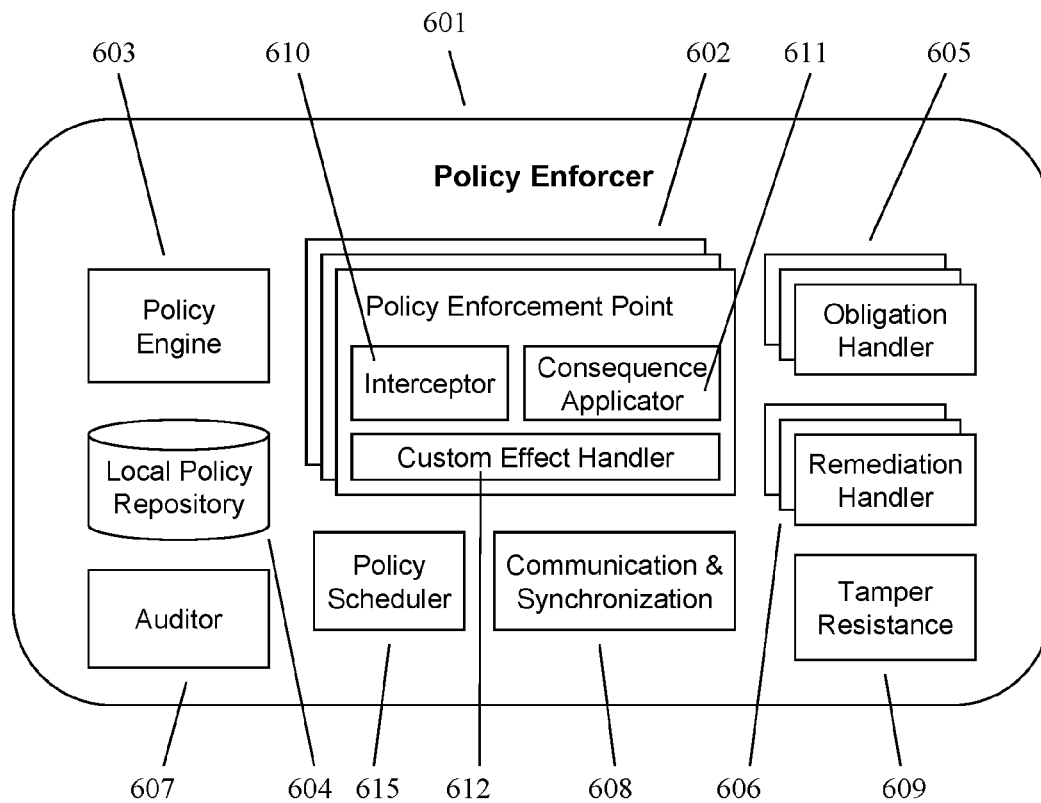 601
603
610
602
611
605
Policy Enforcer
Policy
Engine
Policy Enforcement Point
Interceptor
Consequence
Applicator
Custom Effect Handler
Obligation
Handler
Local Policy
Repository
Remediation
Handler
Policy
Scheduler
Communication &
Synchronization
Auditor
Tamper
Resistance
607
604
615
612
608
606
609